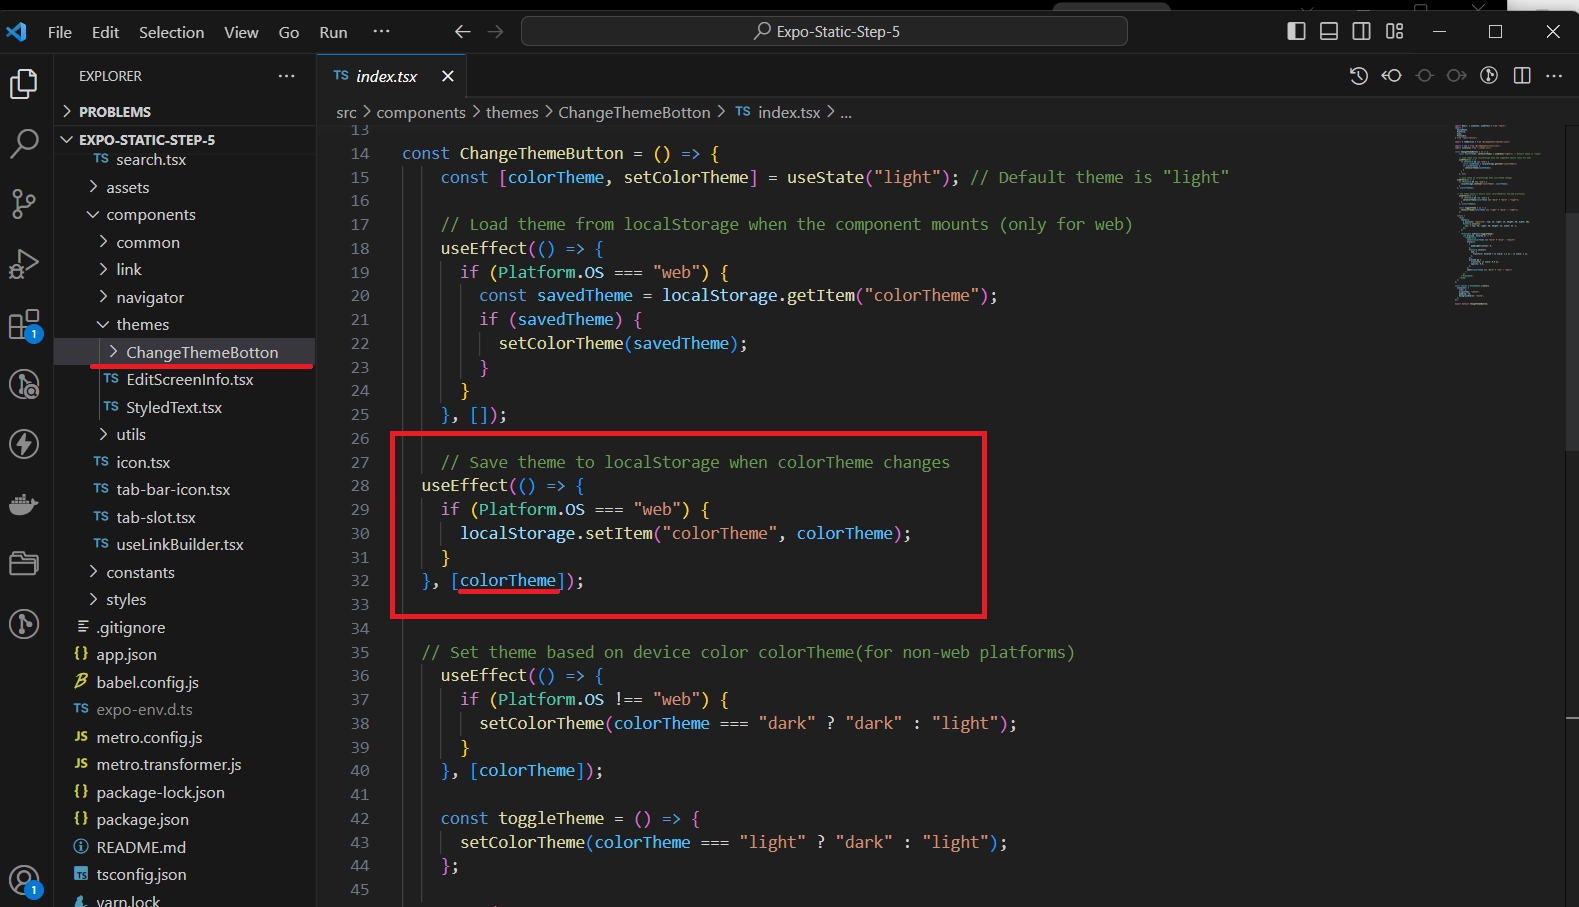 File Edit Selection View Go Run ··· Expo-Static-Step-5
EXPLORER
PROBLEMS
EXPO-STATIC-STEP-5
TS search.tsx
assets
components
common
link
navigator
themes
ChangeThemeBotton
TS EditScreenInfo.tsx
TS StyledText.tsx
utils
TS icon.tsx
TS tab-bar-icon.tsx
TS tab-slot.tsx
TS useLinkBuilder.tsx
constants
styles
.gitignore
{} app.json
babel.config.js
TS expo-env.d.ts
JS metro.config.js
JS metro.transformer.js
{} package-lock.json
{} package.json
README.md
TS tsconfig.json
yarn.lock
1
1
TS index.tsx
src > components > themes > ChangeThemeBotton > TS index.tsx > ...
13
14 const ChangeThemeButton = () => {
15 const [colorTheme, setColorTheme] = useState("light"); // Default theme is "light"
16
17 // Load theme from localStorage when the component mounts (only for web)
18 useEffect(() => {
19 if (Platform.OS === "web") {
20 const savedTheme = localStorage.getItem("colorTheme");
21 if (savedTheme) {
22 setColorTheme(savedTheme);
23 }
24 }
25 }, []);
26
27 // Save theme to localStorage when colorTheme changes
28 useEffect(() => {
29 if (Platform.OS === "web") {
30 localStorage.setItem("colorTheme", colorTheme);
31 }
32 }, [colorTheme]);
33
34
35 // Set theme based on device color colorTheme(for non-web platforms)
36 useEffect(() => {
37 if (Platform.OS !== "web") {
38 setColorTheme(colorTheme === "dark" ? "dark" : "light");
39 }
40 }, [colorTheme]);
41
42 const toggleTheme = () => {
43 setColorTheme(colorTheme === "light" ? "dark" : "light");
44 };
45